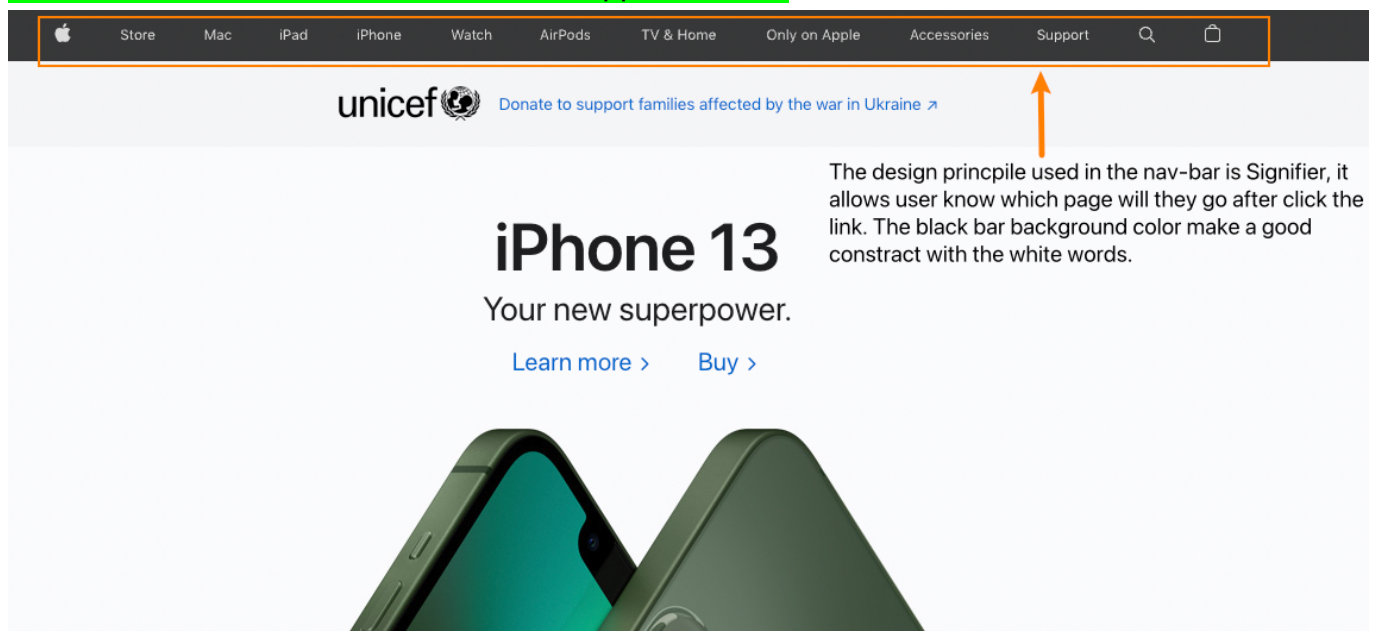 Store Mac iPad iPhone Watch AirPods TV & Home Only on Apple Accessories Support
unicef Donate to support families affected by the war in Ukraine ↗
The design princpile used in the nav-bar is Signifier, it
allows user know which page will they go after click the
link. The black bar background color make a good
constract with the white words.
iPhone 13
Your new superpower.
Learn more > Buy >